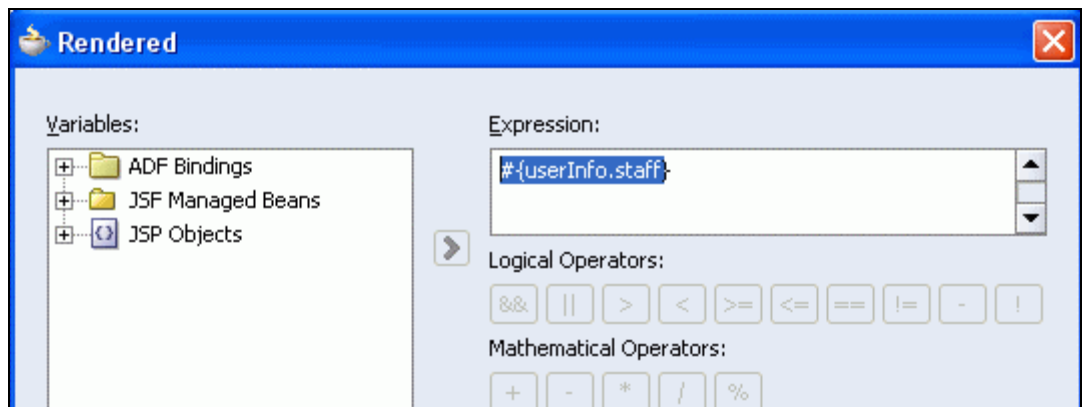 Rendered
Variables:
ADF Bindings
JSF Managed Beans
JSP Objects
Expression:
#{userInfo.staff}
Logical Operators:
&& || > < >= <= == != - !
Mathematical Operators:
+ - * / %